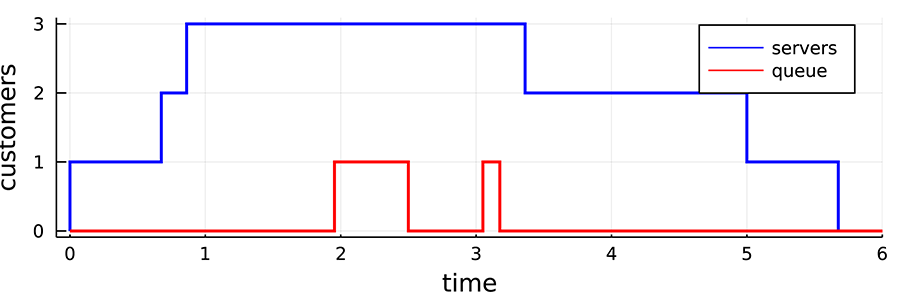 3
2
1
0
customers
servers
queue
0 1 2 3 4 5 6
time